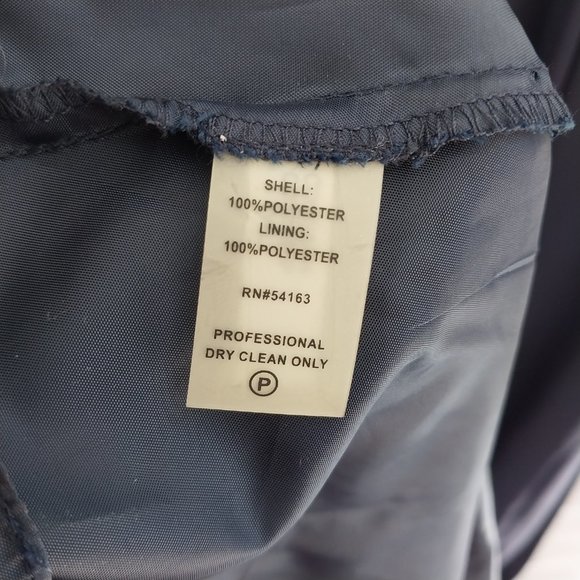 SHELL:
100%POLYESTER
LINING:
100%POLYESTER
RN#54163
PROFESSIONAL
DRY CLEAN ONLY
P